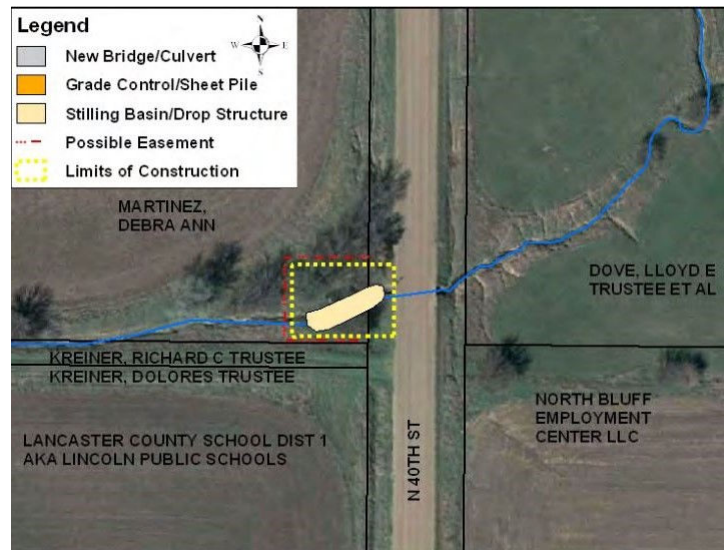 Legend
N
W E
S
New Bridge/Culvert
Grade Control/Sheet Pile
Stilling Basin/Drop Structure
Possible Easement
Limits of Construction
MARTINEZ,
DEBRA ANN
DOVE, LLOYD E
TRUSTEE ET AL
KREINER, RICHARD C TRUSTEE
KREINER, DOLORES TRUSTEE
NORTH BLUFF
EMPLOYMENT
CENTER LLC
LANCASTER COUNTY SCHOOL DIST 1
AKA LINCOLN PUBLIC SCHOOLS
N 40TH ST